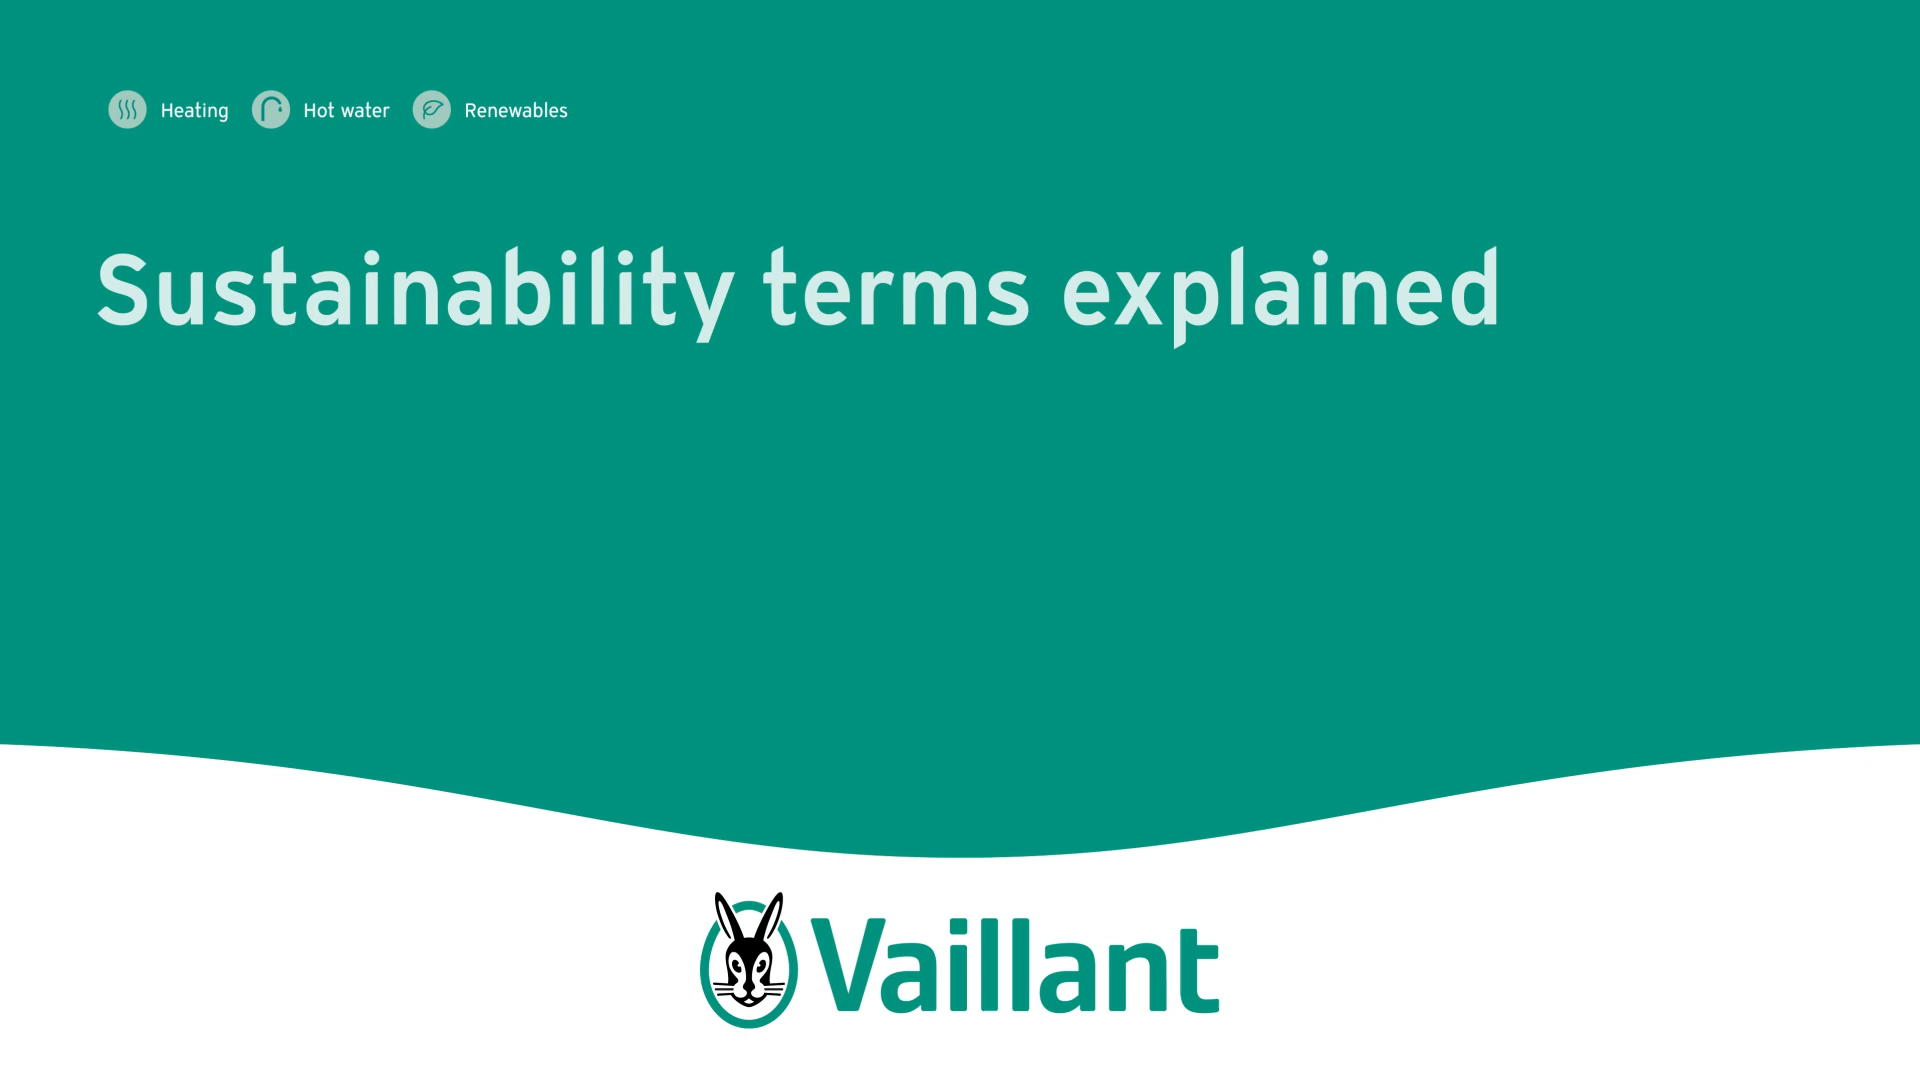 Heating Hot water Renewables
Sustainability terms explained
Vaillant